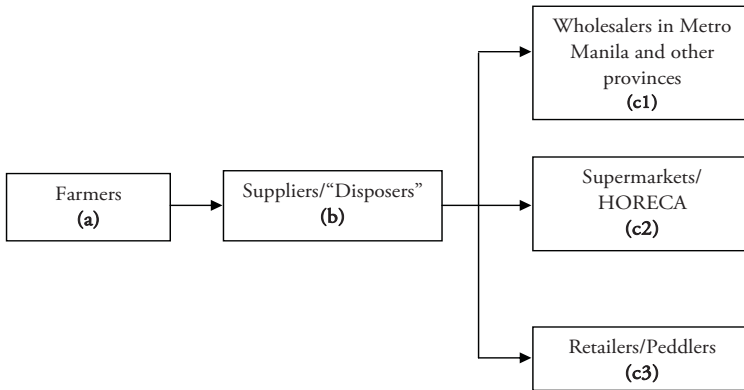 Wholesalers in Metro
Manila and other
provinces
(c1)
Farmers
(a)
Suppliers/“Disposers”
(b)
Supermarkets/
HORECA
(c2)
Retailers/Peddlers
(c3)